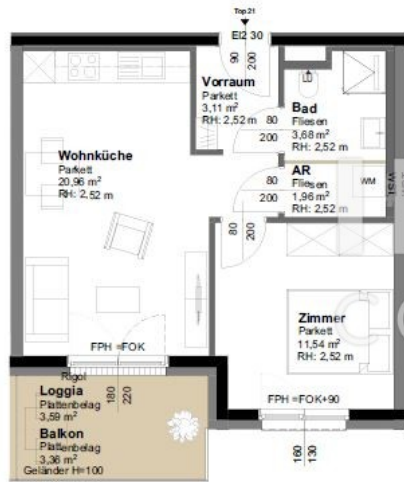 Top 21
EI2 30
90
200
Vorraum
Parkett
3,11 m²
RH: 2,52 m
Bad
Fliesen
3,68 m²
RH: 2,52 m
80
200
Wohnküche
Parkett
20,96 m²
RH: 2,52 m
AR
Fliesen
1,96 m²
RH: 2,52 m
WM
80
200
80
200
Zimmer
Parkett
11,54 m²
RH: 2,52 m
FPH =FOK
FPH =FOK+90
Rigol
180
220
Loggia
Plattenbelag
3,59 m²
Balkon
Plattenbelag
3,36 m²
Geländer H=100
160
130